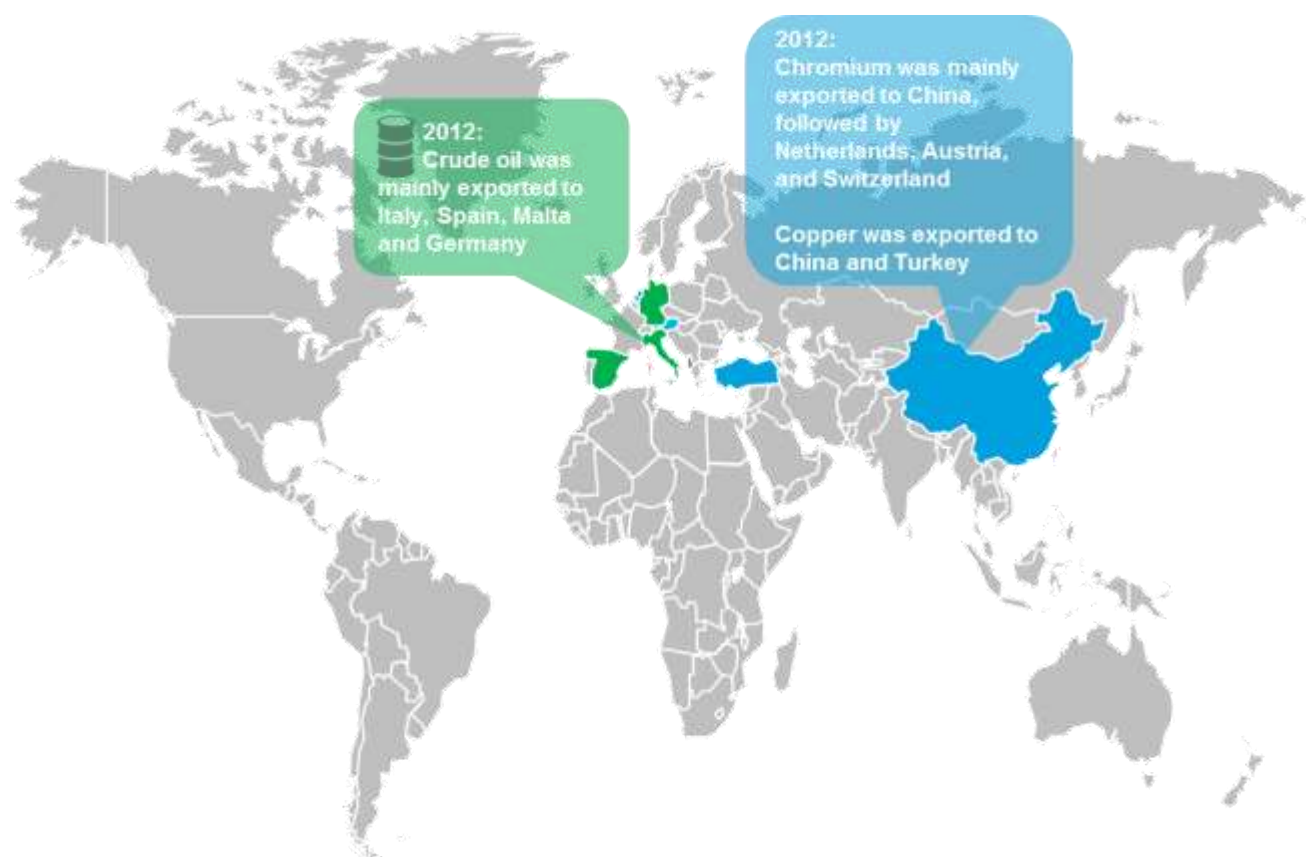 2012:
Crude oil was
mainly exported to
Italy, Spain, Malta
and Germany
2012:
Chromium was mainly
exported to China,
followed by
Netherlands, Austria,
and Switzerland
Copper was exported to
China and Turkey